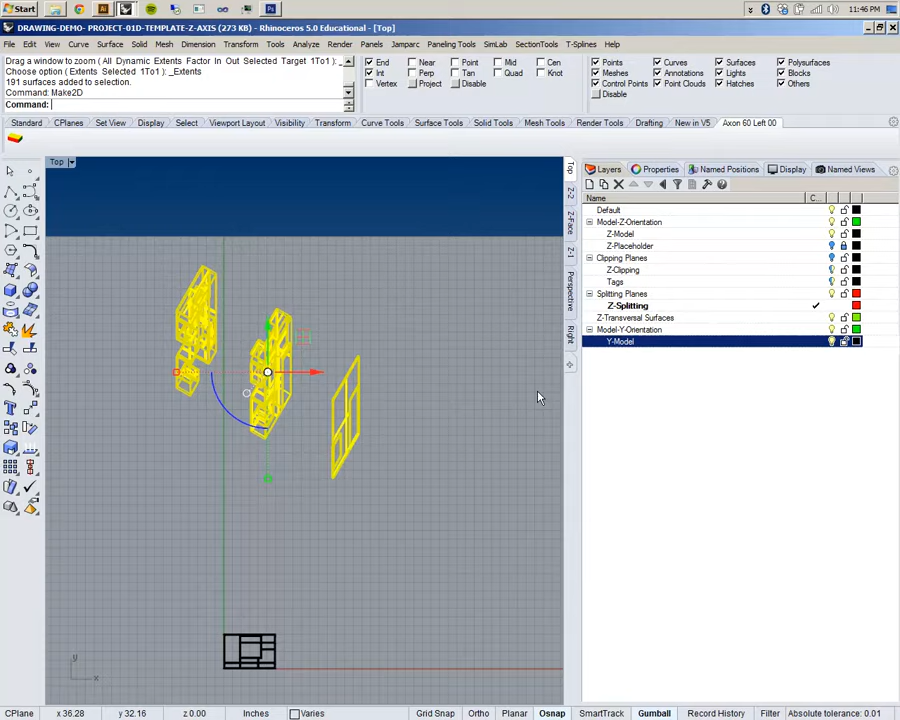 Start
11:46 PM
DRAWING-DEMO- PROJECT-01D-TEMPLATE-Z-AXIS (273 KB) - Rhinoceros 5.0 Educational - [Top]
File Edit View Curve Surface Solid Mesh Dimension Transform Tools Analyze Render Panels Jamparc Paneling Tools SimLab SectionTools T-Splines Help
Drag a window to zoom ( All Dynamic Extents Factor In Out Selected Target 1To1 ): _
Choose option ( Extents Selected 1To1 ): _Extents
191 surfaces added to selection.
Command: Make2D
Command:
End Near Point Mid Cen
Int Perp Tan Quad Knot
Vertex Project Disable
Points Curves Surfaces Polysurfaces
Meshes Annotations Lights Blocks
Control Points Point Clouds Hatches Others
Disable
Standard CPlanes Set View Display Select Viewport Layout Visibility Transform Curve Tools Surface Tools Solid Tools Mesh Tools Render Tools Drafting New in V5 Axon 60 Left 00
Top
Top
Z-2
Z-Face
Z-1
Perspective
Right
Layers Properties Named Positions Display Named Views
Name C...
Default
Model-Z-Orientation
Z-Model
Z-Placeholder
Clipping Planes
Z-Clipping
Tags
Splitting Planes
Z-Splitting
Z-Transversal Surfaces
Model-Y-Orientation
Y-Model
y
x
CPlane x 36.28 y 32.16 z 0.00 Inches Varies Grid Snap Ortho Planar Osnap SmartTrack Gumball Record History Filter Absolute tolerance: 0.01